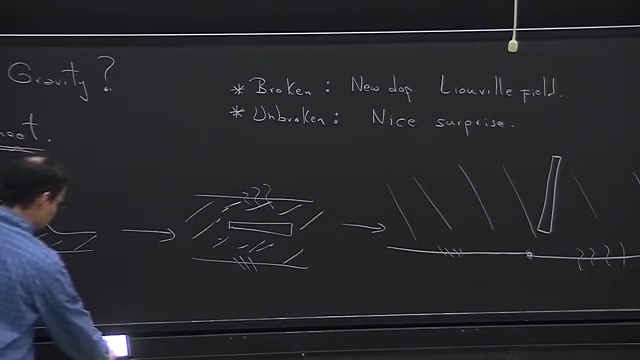 Gravity?
* Broken: New dof. Liouville field.
* Unbroken: Nice surprise.